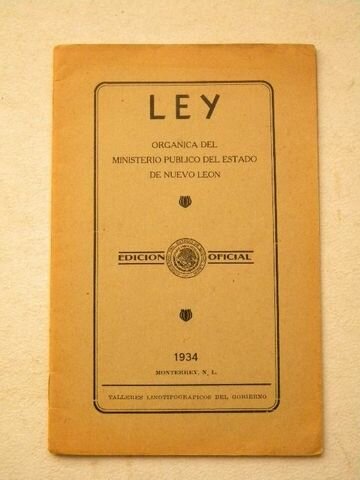 LEY
ORGANICA DEL
MINISTERIO PUBLICO DEL ESTADO
DE NUEVO LEON
EDICION OFICIAL
1934
MONTERREY, N. L.
TALLERES LINOTIPOGRAFICOS DEL GOBIERNO